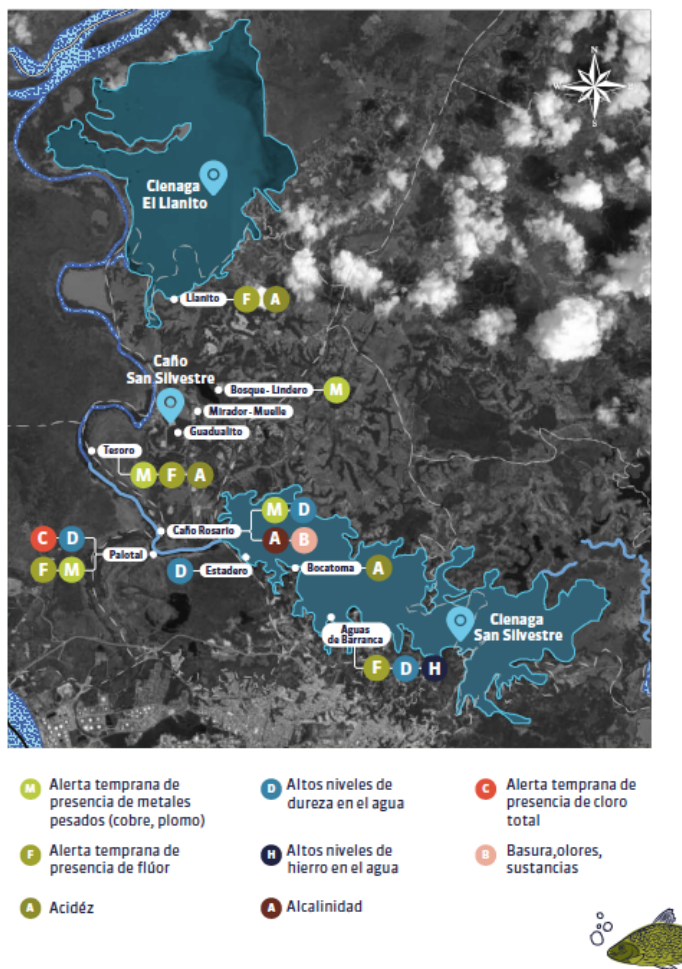 N
W
E
S
Cienaga
El Llanito
Llanito
F
A
Caño
San Silvestre
Bosque-Lindero
M
Mirador-Muelle
Guadualito
Tesoro
M
F
A
M
D
Caño Rosario
A
B
C
D
Palotal
F
M
D
Estadero
Bocatoma
A
Cienaga
San Silvestre
Aguas
de Barranca
F
D
H
M Alerta temprana de
presencia de metales
pesados (cobre, plomo)
F Alerta temprana de
presencia de flúor
A Acidéz
D Altos niveles de
dureza en el agua
H Altos niveles de
hierro en el agua
A Alcalinidad
C Alerta temprana de
presencia de cloro
total
B Basura,olores,
sustancias